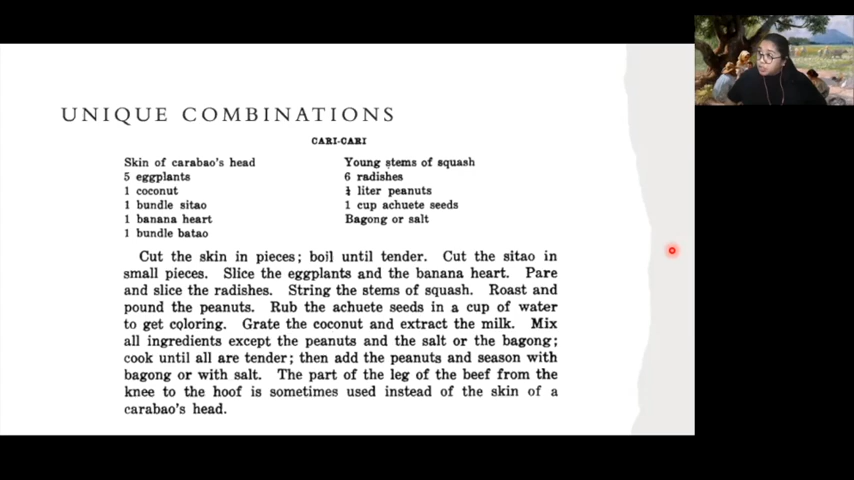 UNIQUE COMBINATIONS
CARI-CARI
Skin of carabao's head
5 eggplants
1 coconut
1 bundle sitao
1 banana heart
1 bundle batao
Young stems of squash
6 radishes
liter peanuts
1 cup achuete seeds
Bagong or salt
Cut the skin in pieces; boil until tender. Cut the sitao in
small pieces. Slice the eggplants and the banana heart. Pare
and slice the radishes. String the stems of squash. Roast and
pound the peanuts. Rub the achuete seeds in a cup of water
to get coloring. Grate the coconut and extract the milk. Mix
all ingredients except the peanuts and the salt or the bagong;
cook until all are tender; then add the peanuts and season with
bagong or with salt. The part of the leg of the beef from the
knee to the hoof is sometimes used instead of the skin of a
carabao's head.